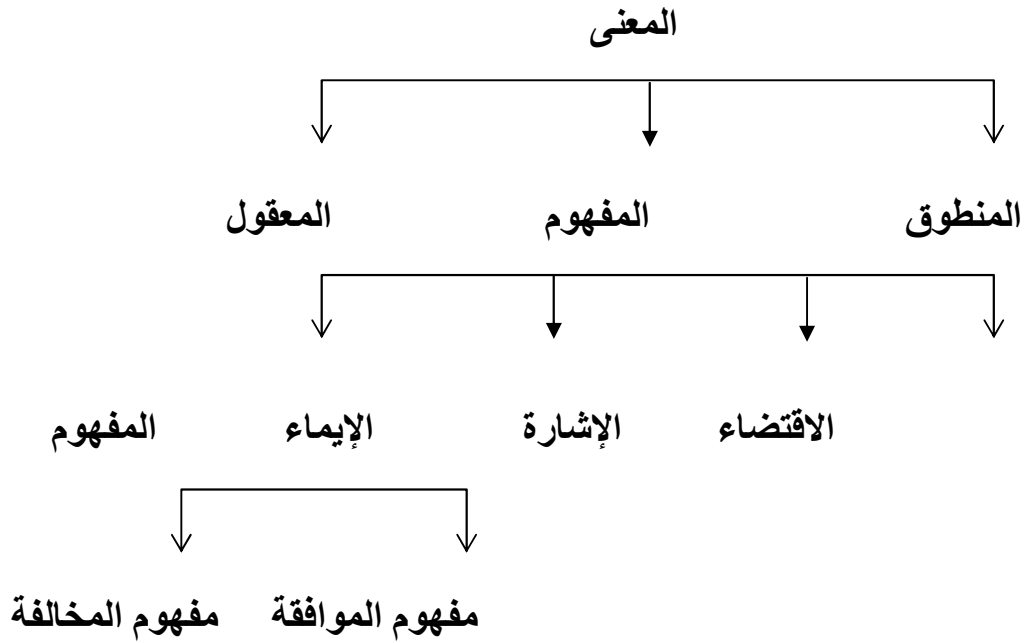 المعنى
المنطوق المفهوم المعقول
الاقتضاء الإشارة الإيماء المفهوم
مفهوم الموافقة مفهوم المخالفة